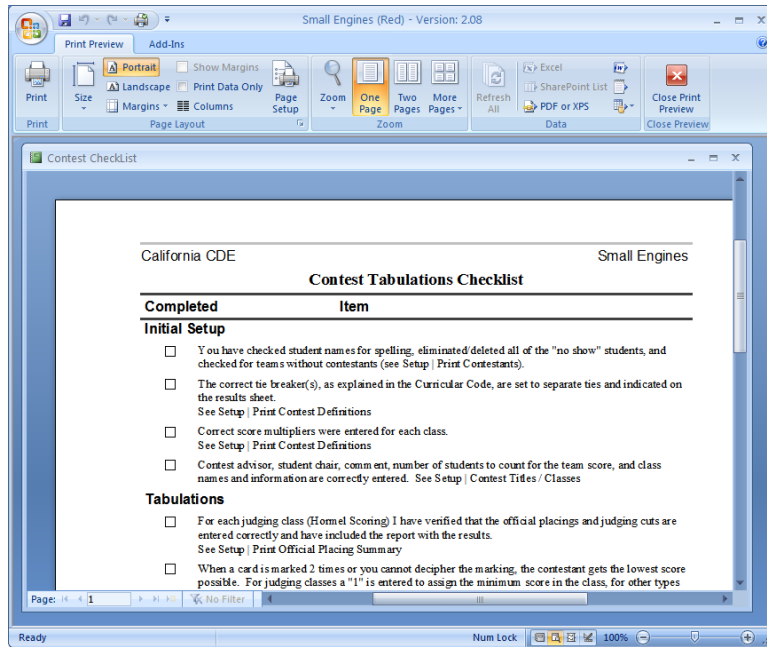 Small Engines (Red) - Version: 2.08
Print Preview Add-Ins
Print
Size
Portrait
Landscape
Margins
Show Margins
Print Data Only
Columns
Page Setup
Zoom
One Page
Two Pages
More Pages
Refresh All
Excel
SharePoint List
PDF or XPS
Close Print Preview
Print Page Layout Zoom Data Close Preview
Contest CheckList
California CDE Small Engines
Contest Tabulations Checklist
Completed Item
Initial Setup
You have checked student names for spelling, eliminated/deleted all of the "no show" students, and
checked for teams without contestants (see Setup | Print Contestants).
The correct tie breaker(s), as explained in the Curricular Code, are set to separate ties and indicated on
the results sheet.
See Setup | Print Contest Definitions
Correct score multipliers were entered for each class.
See Setup | Print Contest Definitions
Contest advisor, student chair, comment, number of students to count for the team score, and class
names and information are correctly entered. See Setup | Contest Titles / Classes
Tabulations
For each judging class (Hormel Scoring) I have verified that the official placings and judging cuts are
entered correctly and have included the report with the results.
See Setup | Print Official Placing Summary
When a card is marked 2 times or you cannot decipher the marking, the contestant gets the lowest score
possible. For judging classes a "1" is entered to assign the minimum score in the class, for other types
Page: 1 No Filter
Ready Num Lock 100%